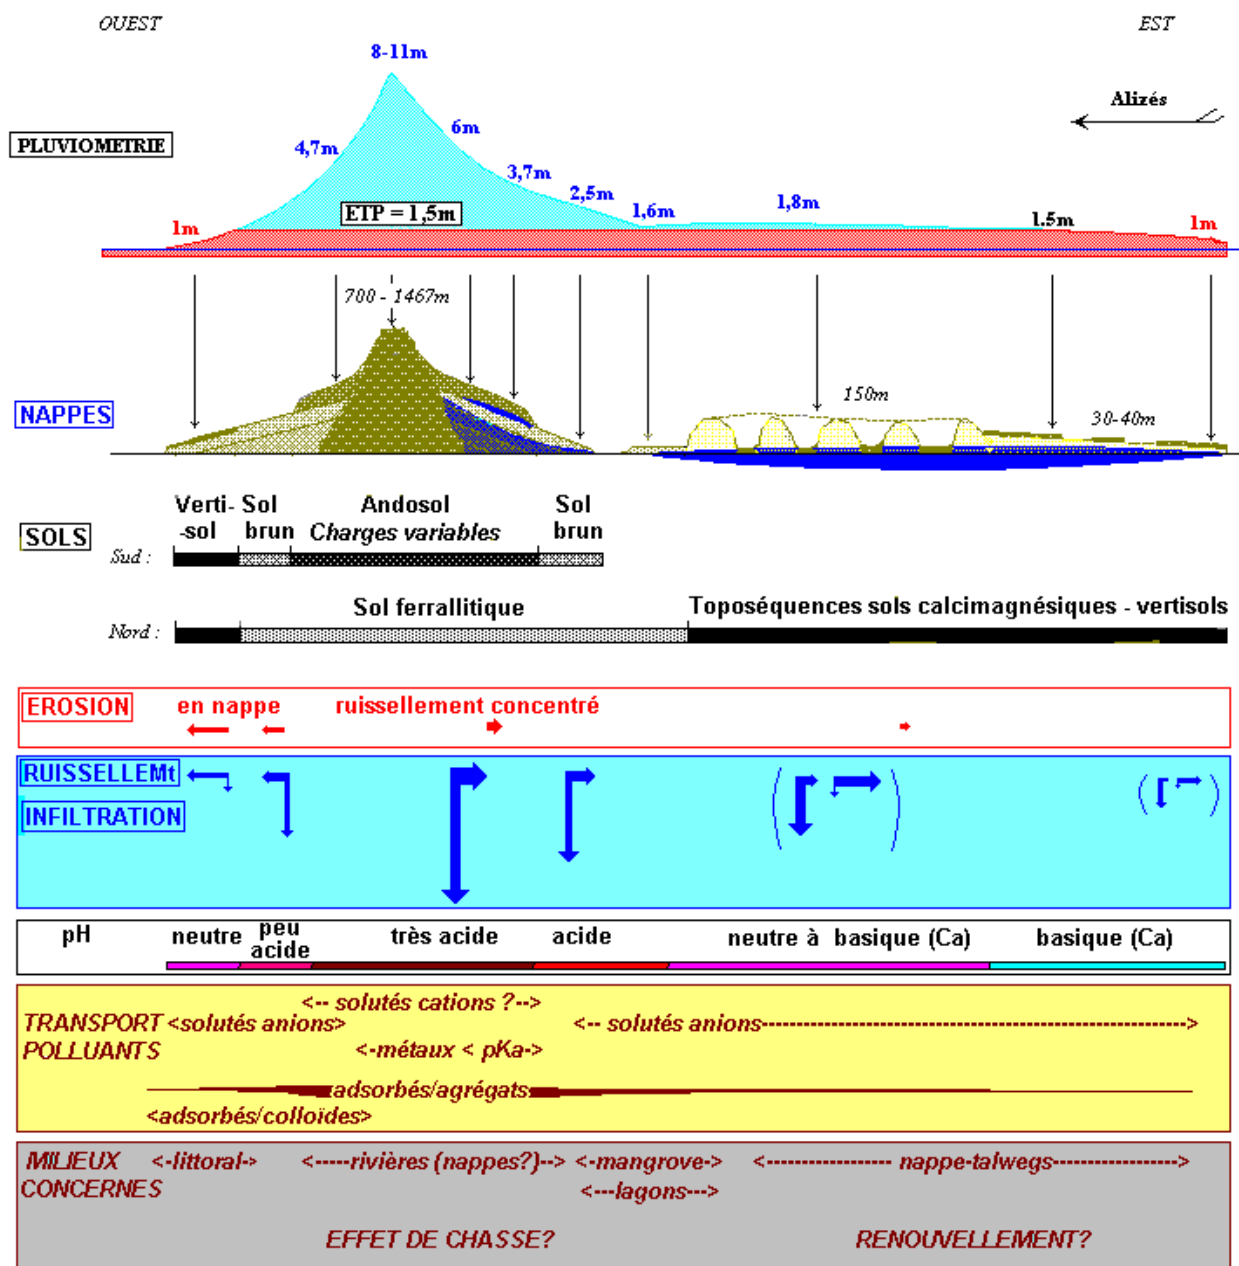 OUEST
EST
8-11m
Alizés
6m
PLUVIOMETRIE
4,7m
3,7m
2,5m
1,6m
1,8m
ETP = 1,5m
1m
1.5m
1m
700 - 1467m
NAPPES
150m
30-40m
Verti-
-sol
Sol
brun
Andosol
Charges variables
Sol
brun
SOLS
Sud :
Sol ferrallitique
Toposéquences sols calcimagnésiques - vertisols
Nord :
EROSION
en nappe
ruissellement concentré
RUISSELLEMt
INFILTRATION
pH
neutre
peu
acide
très acide
acide
neutre à basique (Ca)
basique (Ca)
<-- solutés cations ?-->
TRANSPORT
POLLUANTS
<solutés anions>
<-- solutés anions------------------------------------------------------------>
<-métaux < pKa->
adsorbés/agrégats
<adsorbés/colloïdes>
MILIEUX
CONCERNES
<-littoral->
<-----rivières (nappes?)-->
<-mangrove->
<------------------ nappe-talwegs----------------->
<---lagons--->
EFFET DE CHASSE?
RENOUVELLEMENT?